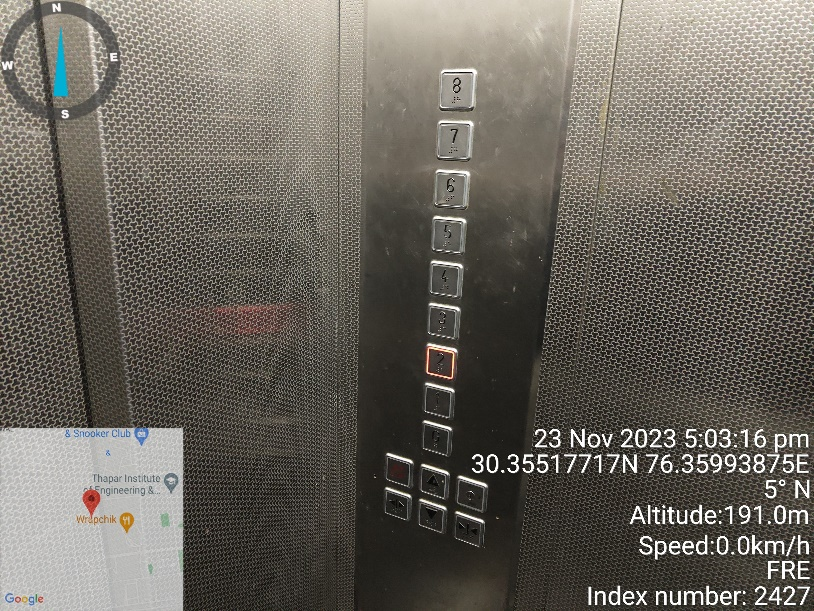 N
W
E
S
8
7
6
5
4
3
2
1
& Snooker Club
&
Thapar Institute
of Engineering &...
Wrapchik
Google
23 Nov 2023 5:03:16 pm
30.35517717N 76.35993875E
5° N
Altitude:191.0m
Speed:0.0km/h
FRE
Index number: 2427